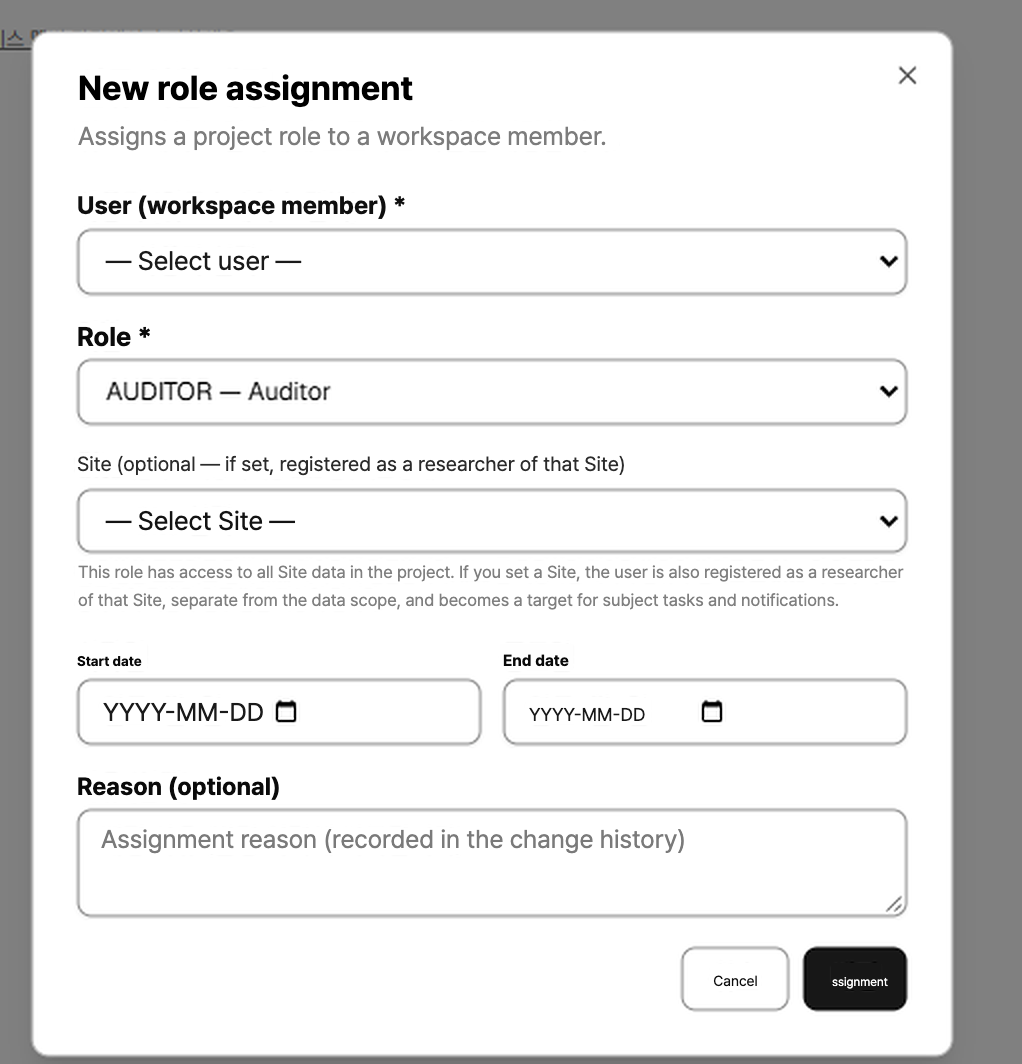 New role assignment
Assigns a project role to a workspace member.
User (workspace member) *
— Select user —
Role *
AUDITOR — Auditor
Site (optional — if set, registered as a researcher of that Site)
— Select Site —
This role has access to all Site data in the project. If you set a Site, the user is also registered as a researcher
of that Site, separate from the data scope, and becomes a target for subject tasks and notifications.
Start date
End date
YYYY-MM-DD
YYYY-MM-DD
Reason (optional)
Assignment reason (recorded in the change history)
Cancel
ssignment